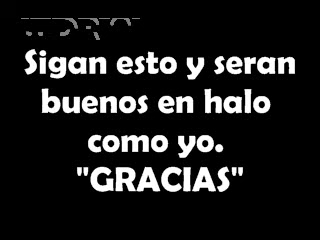 Sigan esto y seran
buenos en halo
como yo.
"GRACIAS"